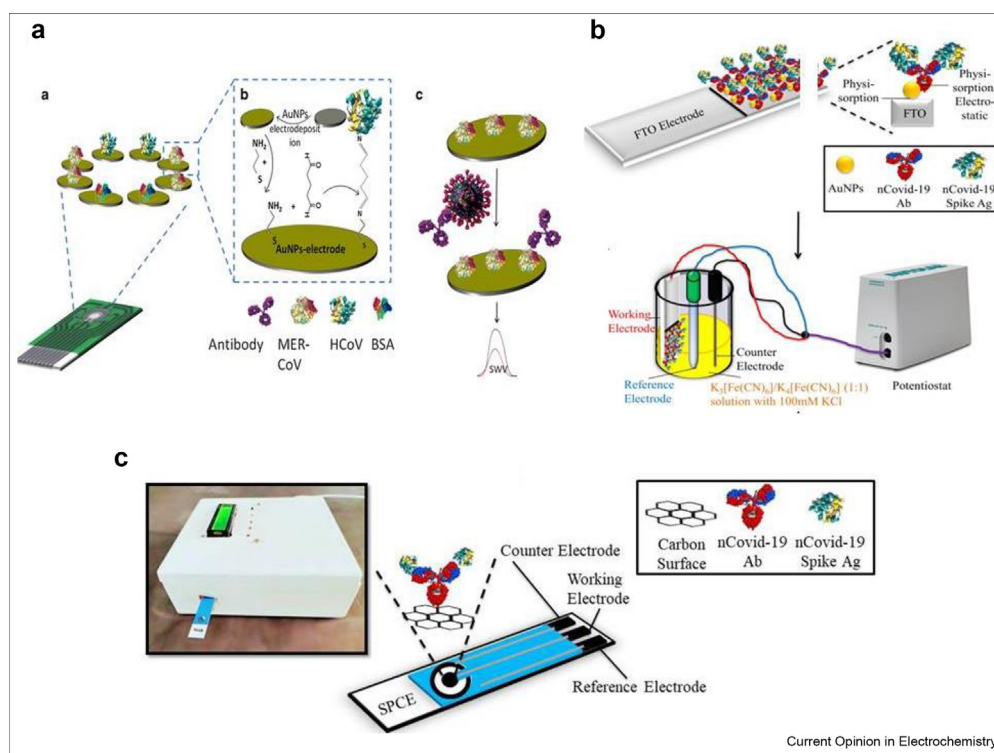 a
a
b
c
AuNPs
electrodeposit
ion
NH₂
+
S
H
O
O
H
NH₂
+
S
N
N
S
AuNPs-electrode
Antibody
MER-
CoV
HCoV
BSA
SWV
b
FTO Electrode
Physi-
sorption
Physi-
sorption/
Electro-
static
FTO
AuNPs
nCovid-19
Ab
nCovid-19
Spike Ag
Working
Electrode
Counter
Electrode
Reference
Electrode
K₃[Fe(CN)₆]/K₄[Fe(CN)₆] (1:1)
solution with 100mM KCl
Potentiostat
c
Counter Electrode
Working
Electrode
Reference Electrode
SPCE
Carbon
Surface
nCovid-19
Ab
nCovid-19
Spike Ag
Current Opinion in Electrochemistry